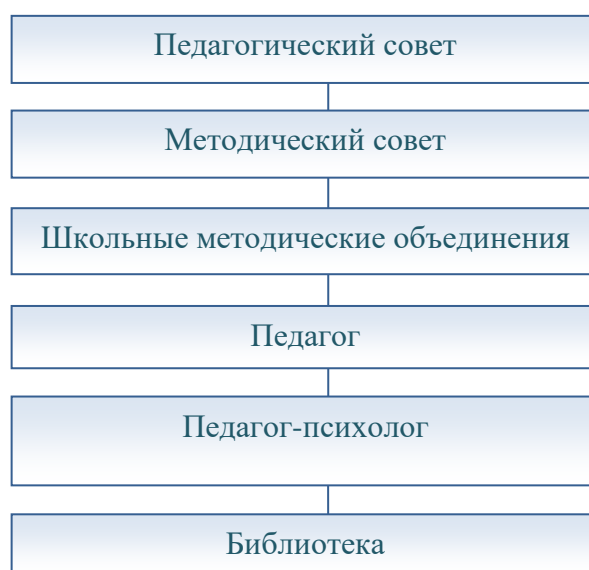 Педагогический совет
Методический совет
Школьные методические объединения
Педагог
Педагог-психолог
Библиотека